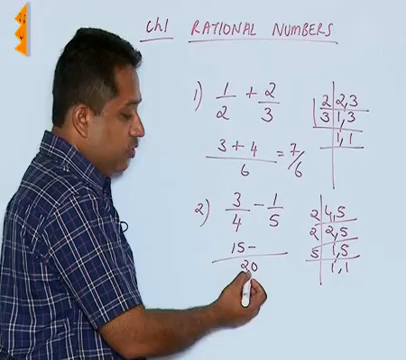 Ch1 RATIONAL NUMBERS
1) 1/2 + 2/3
2 | 2, 3
3 | 1, 3
1, 1
3 + 4 / 6 = 7/6
2) 3/4 - 1/5
2 | 4, 5
2 | 2, 5
5 | 1, 5
1, 1
15 - / 20